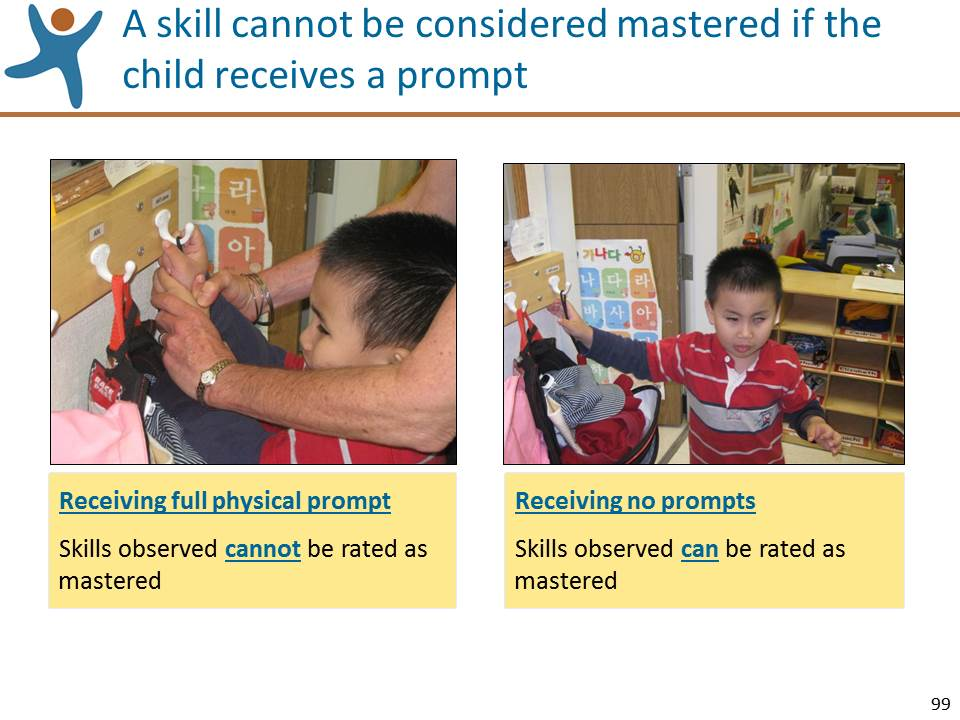 A skill cannot be considered mastered if the
child receives a prompt
라
아
가나다
나 다 라
바 사 아
Receiving full physical prompt
Skills observed cannot be rated as
mastered
Receiving no prompts
Skills observed can be rated as
mastered
99